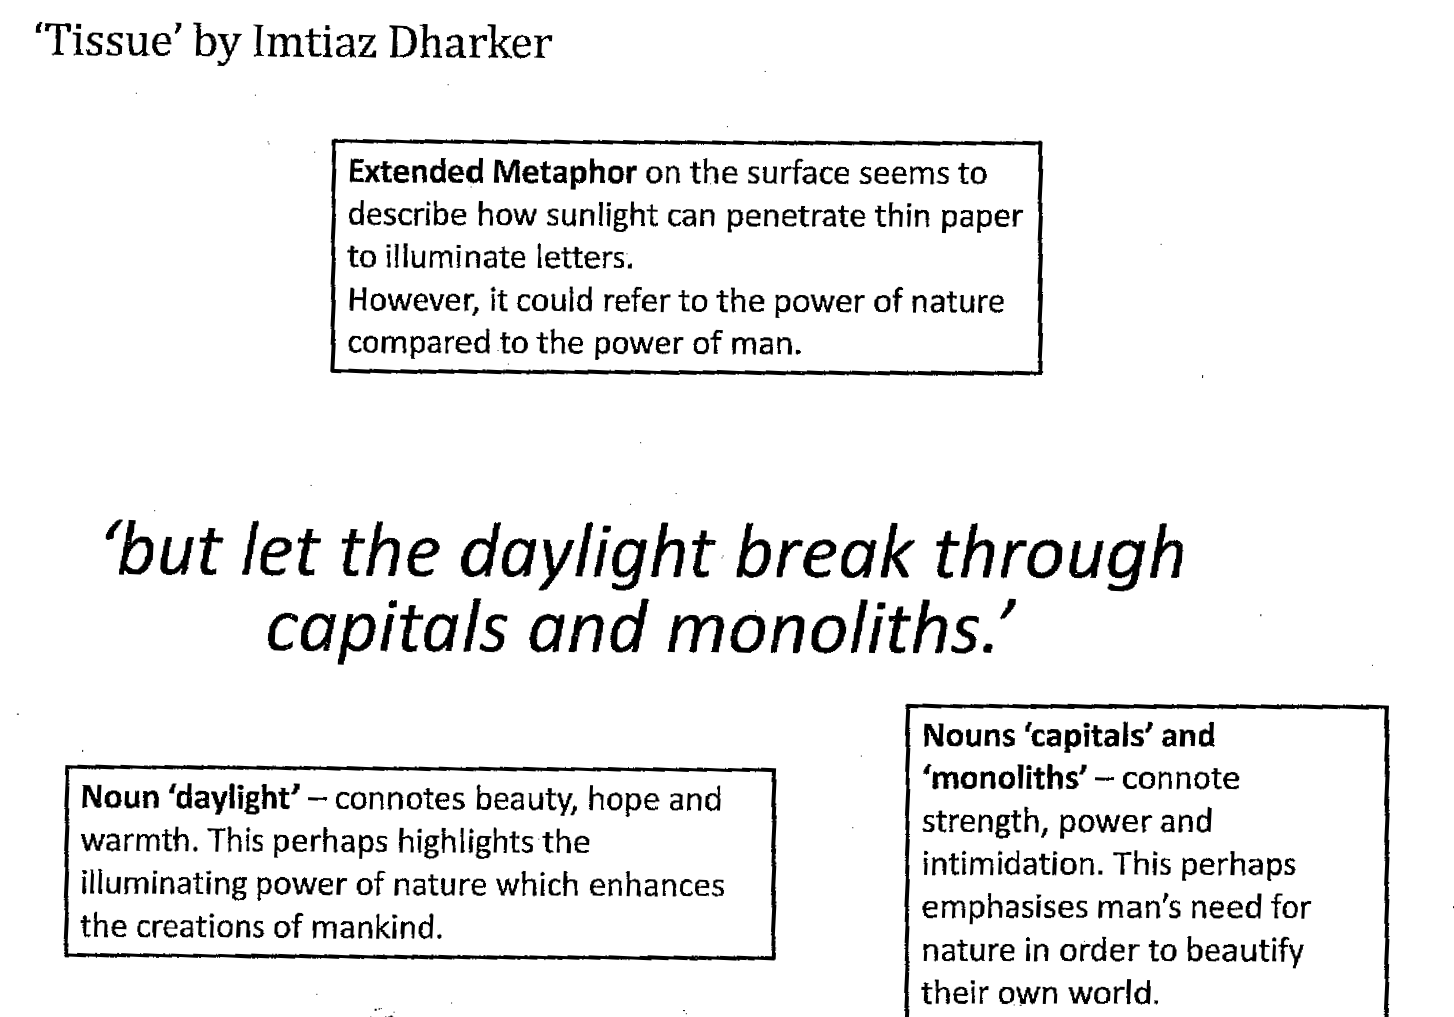 ‘Tissue’ by Imtiaz Dharker
Extended Metaphor on the surface seems to
describe how sunlight can penetrate thin paper
to illuminate letters.
However, it could refer to the power of nature
compared to the power of man.
‘but let the daylight break through
capitals and monoliths.’
Noun ‘daylight’ – connotes beauty, hope and
warmth. This perhaps highlights the
illuminating power of nature which enhances
the creations of mankind.
Nouns ‘capitals’ and
‘monoliths’ – connote
strength, power and
intimidation. This perhaps
emphasises man’s need for
nature in order to beautify
their own world.